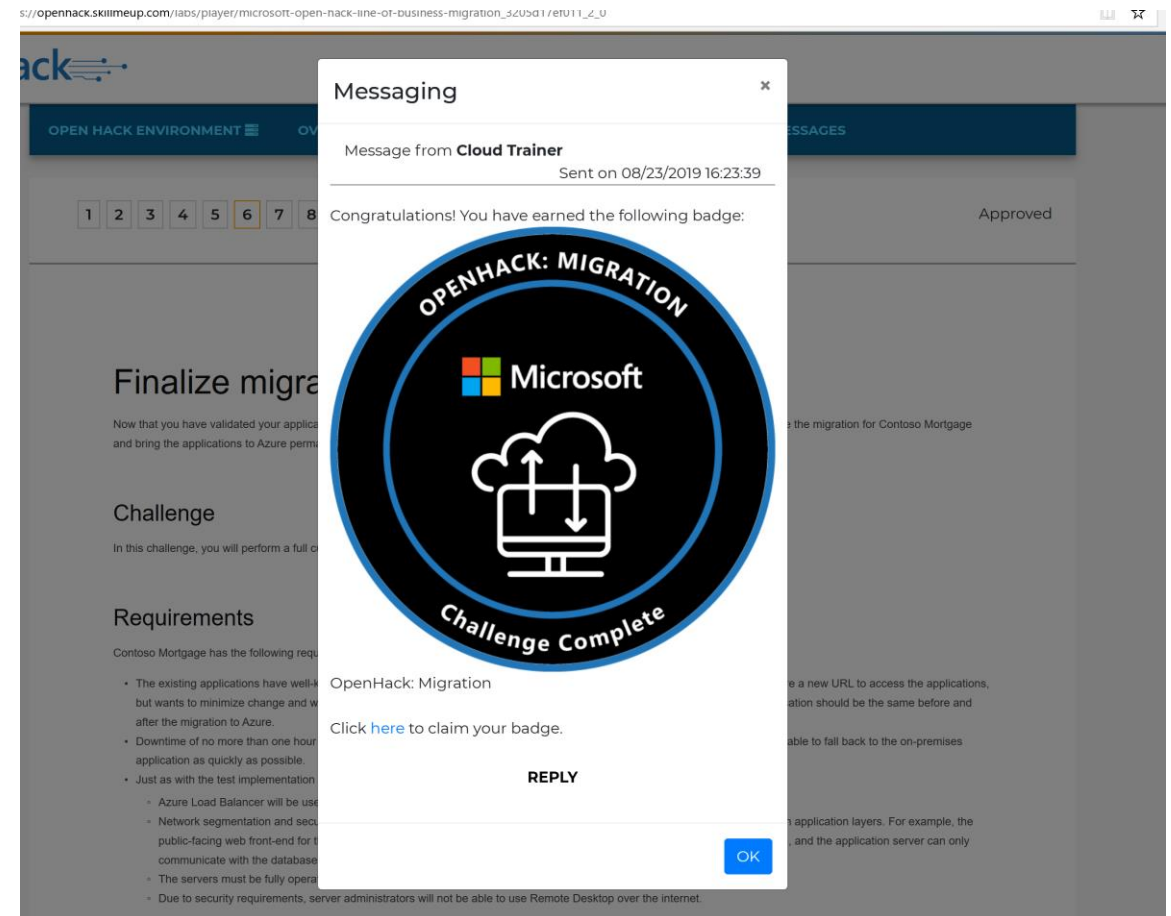 s://openhack.skillmeup.com/labs/player/microsoft-open-hack-line-of-business-migration_3205d17ef011_2_0
ack
Messaging ×
OPEN HACK ENVIRONMENT OV ESSAGES
Message from Cloud Trainer
Sent on 08/23/2019 16:23:39
1 2 3 4 5 6 7 8 Approved
Congratulations! You have earned the following badge:
OPENHACK: MIGRATION
Microsoft
Challenge Complete
Finalize migra
Now that you have validated your applica e the migration for Contoso Mortgage
and bring the applications to Azure perma
Challenge
In this challenge, you will perform a full cu
Requirements
Contoso Mortgage has the following requ
OpenHack: Migration
• The existing applications have well-k e a new URL to access the applications,
but wants to minimize change and w ation should be the same before and
after the migration to Azure.
Click here to claim your badge.
• Downtime of no more than one hour able to fall back to the on-premises
application as quickly as possible.
• Just as with the test implementation
REPLY
◦ Azure Load Balancer will be use
◦ Network segmentation and secu n application layers. For example, the
public-facing web front-end for t , and the application server can only
communicate with the database
OK
◦ The servers must be fully opera
◦ Due to security requirements, server administrators will not be able to use Remote Desktop over the internet.